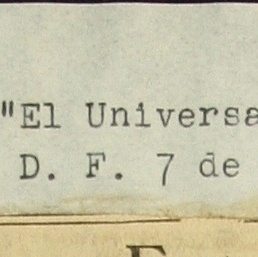 "El Universa
D. F. 7 de